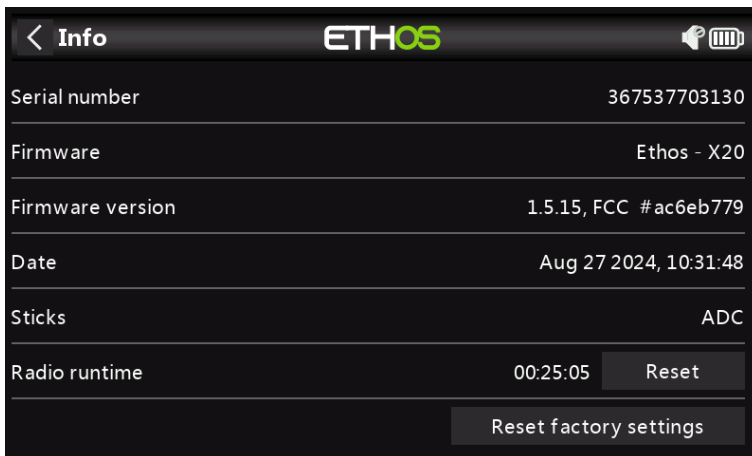 Info ETHOS
Serial number 367537703130
Firmware Ethos - X20
Firmware version 1.5.15, FCC #ac6eb779
Date Aug 27 2024, 10:31:48
Sticks ADC
Radio runtime 00:25:05 Reset
Reset factory settings